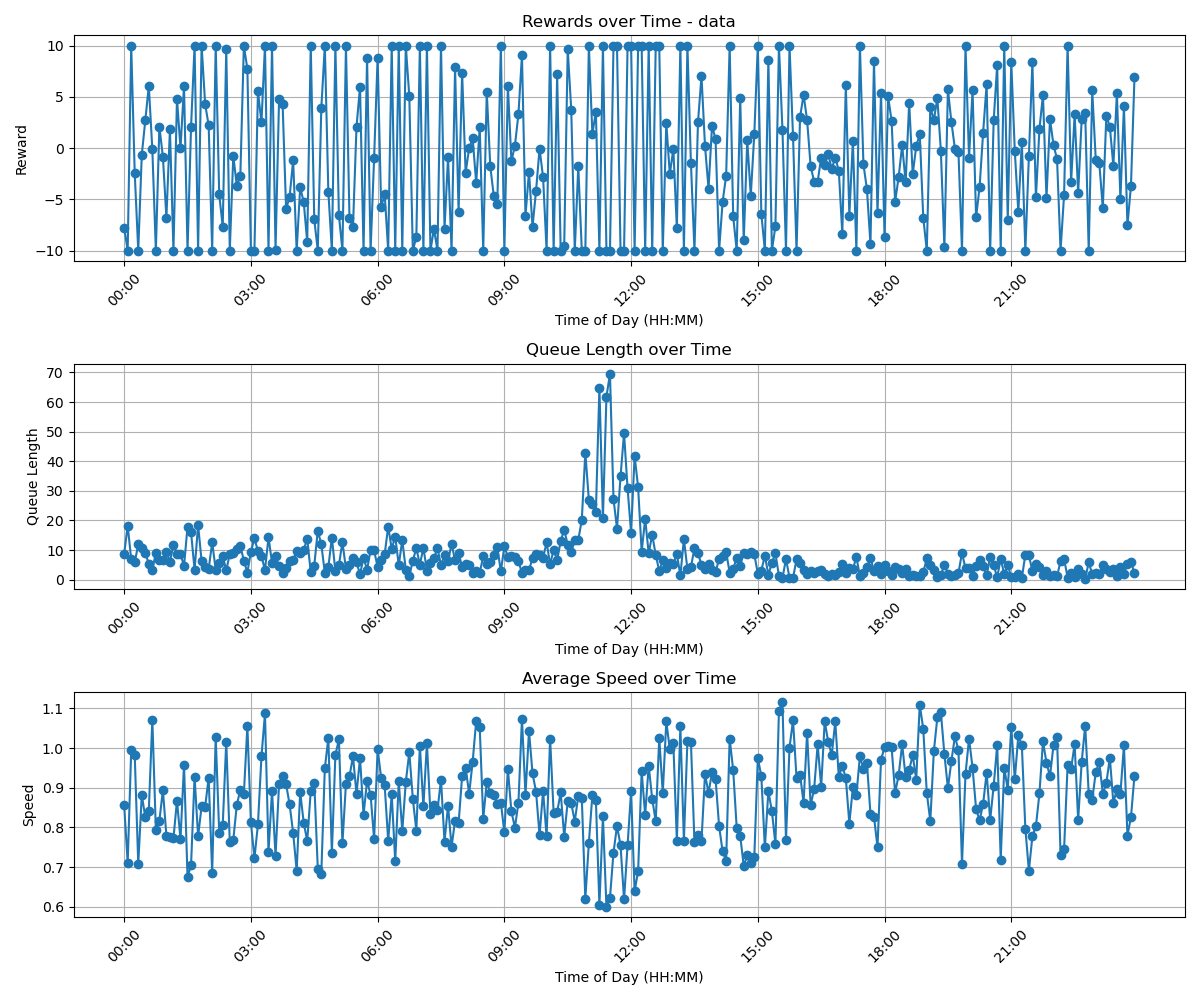 Rewards over Time - data
10
5
0
−5
−10
Reward
00:00 03:00 06:00 09:00 12:00 15:00 18:00 21:00
Time of Day (HH:MM)
Queue Length over Time
70
60
50
40
30
20
10
0
Queue Length
00:00 03:00 06:00 09:00 12:00 15:00 18:00 21:00
Time of Day (HH:MM)
Average Speed over Time
1.1
1.0
0.9
0.8
0.7
0.6
Speed
00:00 03:00 06:00 09:00 12:00 15:00 18:00 21:00
Time of Day (HH:MM)